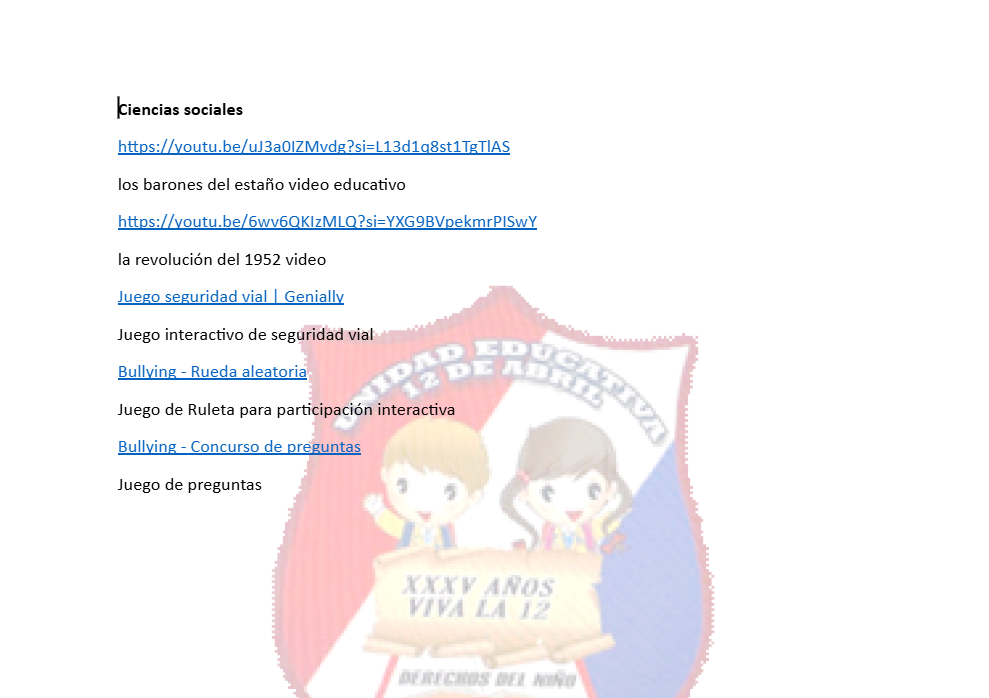 Ciencias sociales
https://youtu.be/uJ3a0IZMvdg?si=L13d1q8st1TgTlAS
los barones del estaño video educativo
https://youtu.be/6wv6QKIzMLQ?si=YXG9BVpekmrPISwY
la revolución del 1952 video
Juego seguridad vial | Genially
Juego interactivo de seguridad vial
UNIDAD EDUCATIVA
12 DE ABRIL
Bullying - Rueda aleatoria
Juego de Ruleta para participación interactiva
Bullying - Concurso de preguntas
Juego de preguntas
XXXV AÑOS
VIVA LA 12
DERECHOS DEL NIÑO